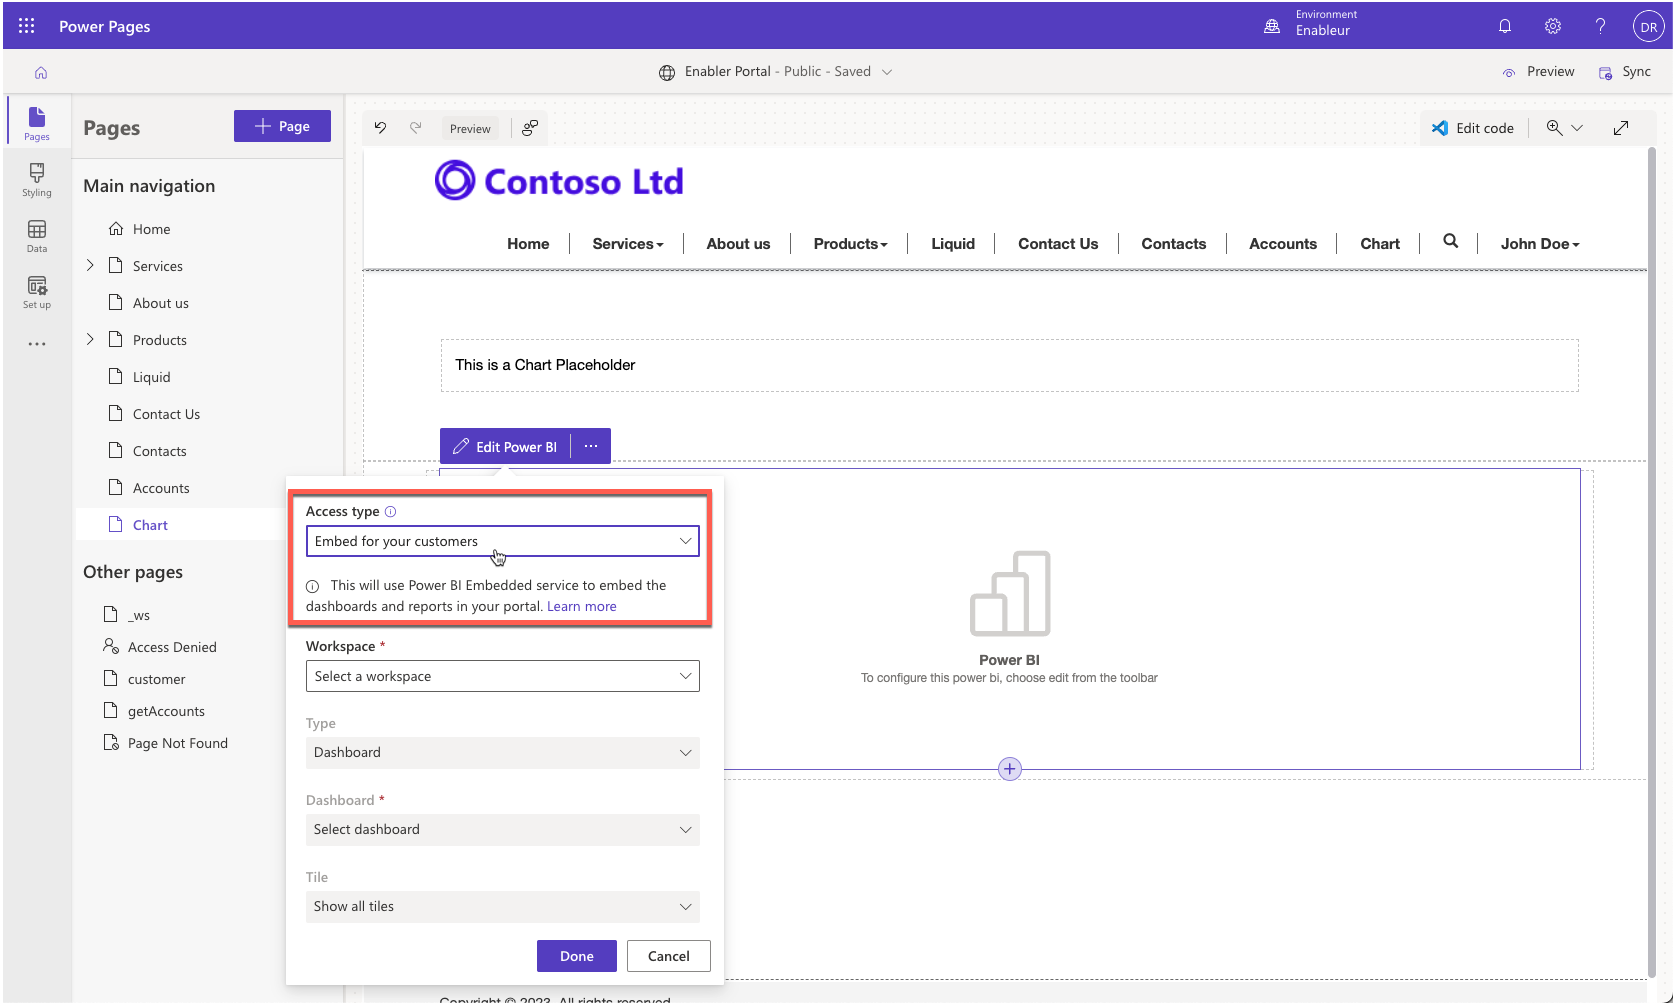 Power Pages
Environment
Enableur
DR
Enabler Portal - Public - Saved
Preview
Sync
Pages
Styling
Data
Set up
Pages
Page
Main navigation
Home
Services
About us
Products
Liquid
Contact Us
Contacts
Accounts
Chart
Other pages
_ws
Access Denied
customer
getAccounts
Page Not Found
Preview
Edit code
Contoso Ltd
Home Services About us Products Liquid Contact Us Contacts Accounts Chart John Doe
This is a Chart Placeholder
Edit Power BI
Access type
Embed for your customers
This will use Power BI Embedded service to embed the
dashboards and reports in your portal. Learn more
Workspace *
Select a workspace
Type
Dashboard
Dashboard *
Select dashboard
Tile
Show all tiles
Done
Cancel
Power BI
To configure this power bi, choose edit from the toolbar
Copyright © 2023. All rights reserved.